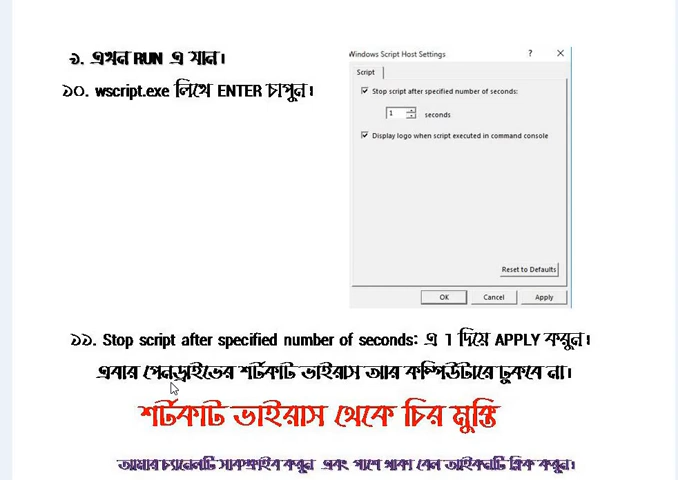 ৯. এখন RUN এ যান।
১০. wscript.exe লিখে ENTER চাপুন।
Windows Script Host Settings
Script
Stop script after specified number of seconds:
1 seconds
Display logo when script executed in command console
Reset to Defaults
OK Cancel Apply
১১. Stop script after specified number of seconds: এ 1 দিয়ে APPLY করুন।
এবার পেনড্রাইভের শর্টকাট ভাইরাস আর কম্পিউটারে ঢুকবে না।
শর্টকাট ভাইরাস থেকে চির মুক্তি
আমার চ্যানেলটি সাবস্ক্রাইব করুন এবং পাশে থাকা বেল আইকনটি ক্লিক করুন।